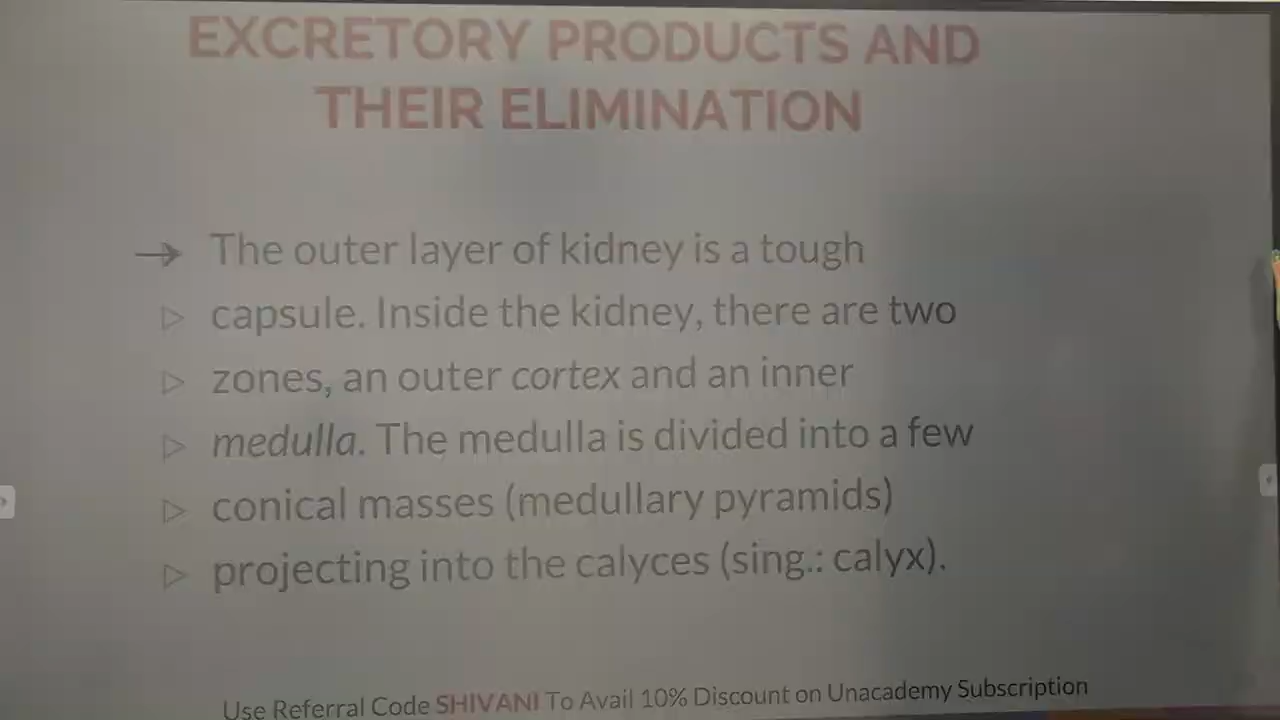 EXCRETORY PRODUCTS AND
THEIR ELIMINATION
→ The outer layer of kidney is a tough
▷ capsule. Inside the kidney, there are two
▷ zones, an outer cortex and an inner
▷ medulla. The medulla is divided into a few
▷ conical masses (medullary pyramids)
▷ projecting into the calyces (sing.: calyx).
Use Referral Code SHIVANI To Avail 10% Discount on Unacademy Subscription